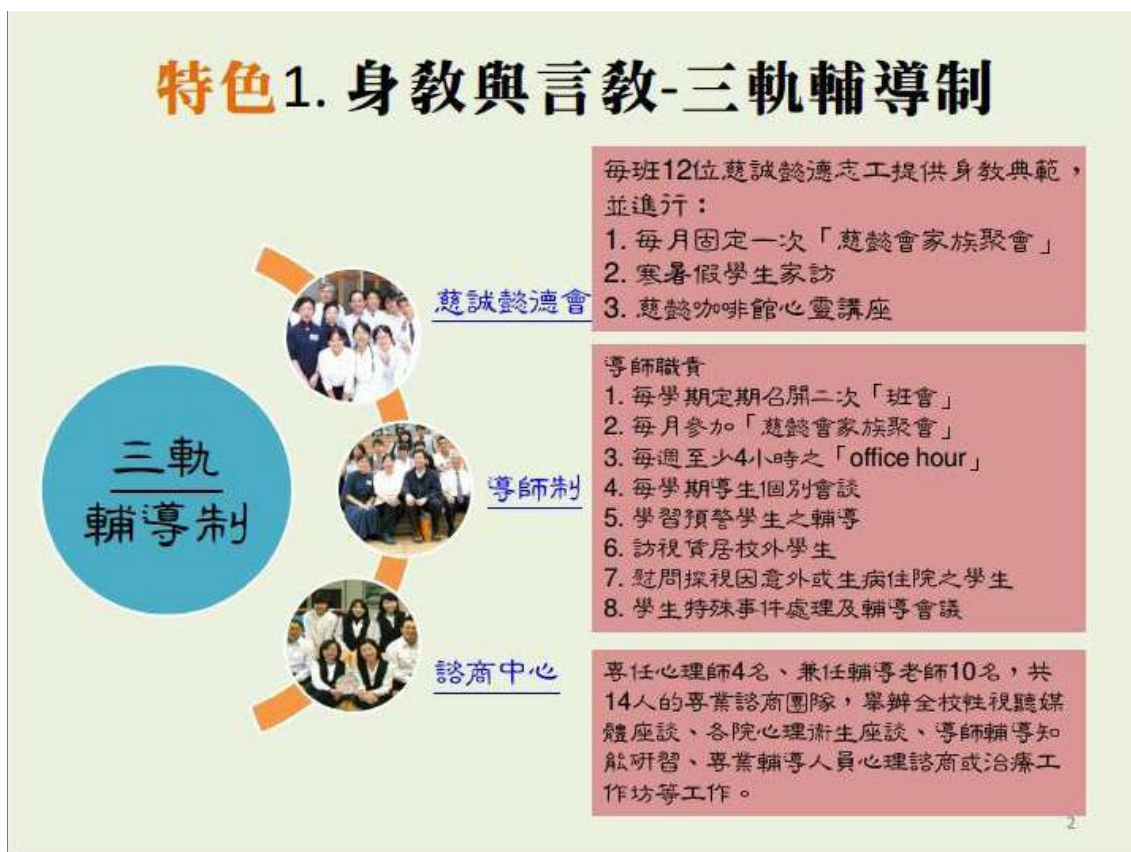 特色1. 身教與言教-三軌輔導制
三軌
輔導制
慈誠懿德會
每班12位慈誠懿德志工提供身教典範，
並進行：
1. 每月固定一次「慈懿會家族聚會」
2. 寒暑假學生家訪
3. 慈懿咖啡館心靈講座
導師制
導師職責
1. 每學期定期召開二次「班會」
2. 每月參加「慈懿會家族聚會」
3. 每週至少4小時之「office hour」
4. 每學期導生個別會談
5. 學習預警學生之輔導
6. 訪視賃居校外學生
7. 慰問探視因意外或生病住院之學生
8. 學生特殊事件處理及輔導會議
諮商中心
專任心理師4名、兼任輔導老師10名，共
14人的專業諮商團隊，舉辦全校性視聽媒
體座談、各院心理衛生座談、導師輔導知
能研習、專業輔導人員心理諮商或治療工
作坊等工作。
2